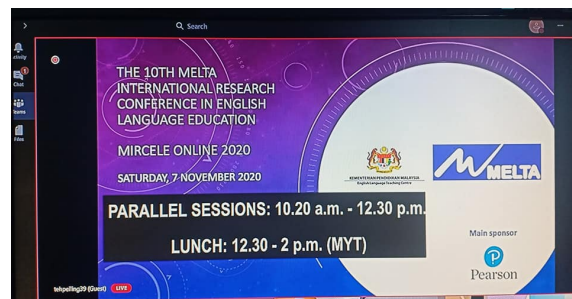 Search
Activity
Chat
Teams
Files
THE 10TH MELTA
INTERNATIONAL RESEARCH
CONFERENCE IN ENGLISH
LANGUAGE EDUCATION
MIRCELE ONLINE 2020
SATURDAY, 7 NOVEMBER 2020
KEMENTERIAN PENDIDIKAN MALAYSIA
English Language Teaching Centre
MELTA
PARALLEL SESSIONS: 10.20 a.m. - 12.30 p.m.
LUNCH: 12.30 - 2 p.m. (MYT)
Main sponsor
P
Pearson
tehpeiling39 (Guest)
LIVE